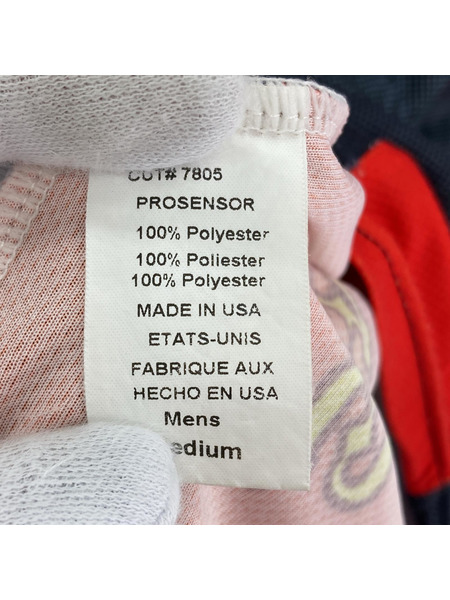 CUT# 7805
PROSENSOR
100% Polyester
100% Poliester
100% Polyester
MADE IN USA
ETATS-UNIS
FABRIQUE AUX
HECHO EN USA
Mens
edium